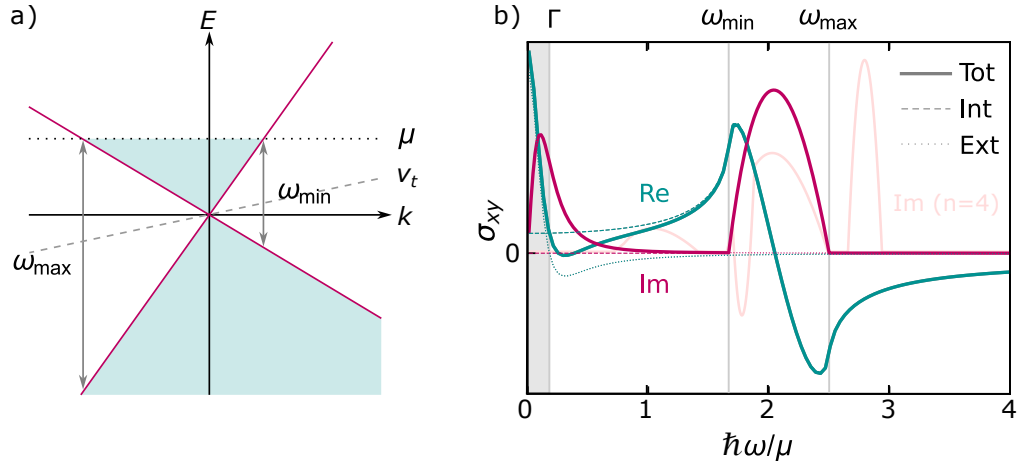 a)
E
μ
v_t
k
ω_min
ω_max
b)
Γ
ω_min
ω_max
Tot
Int
Ext
Re
Im
Im (n=4)
σ_xy
0
0
1
2
3
4
ħω/μ